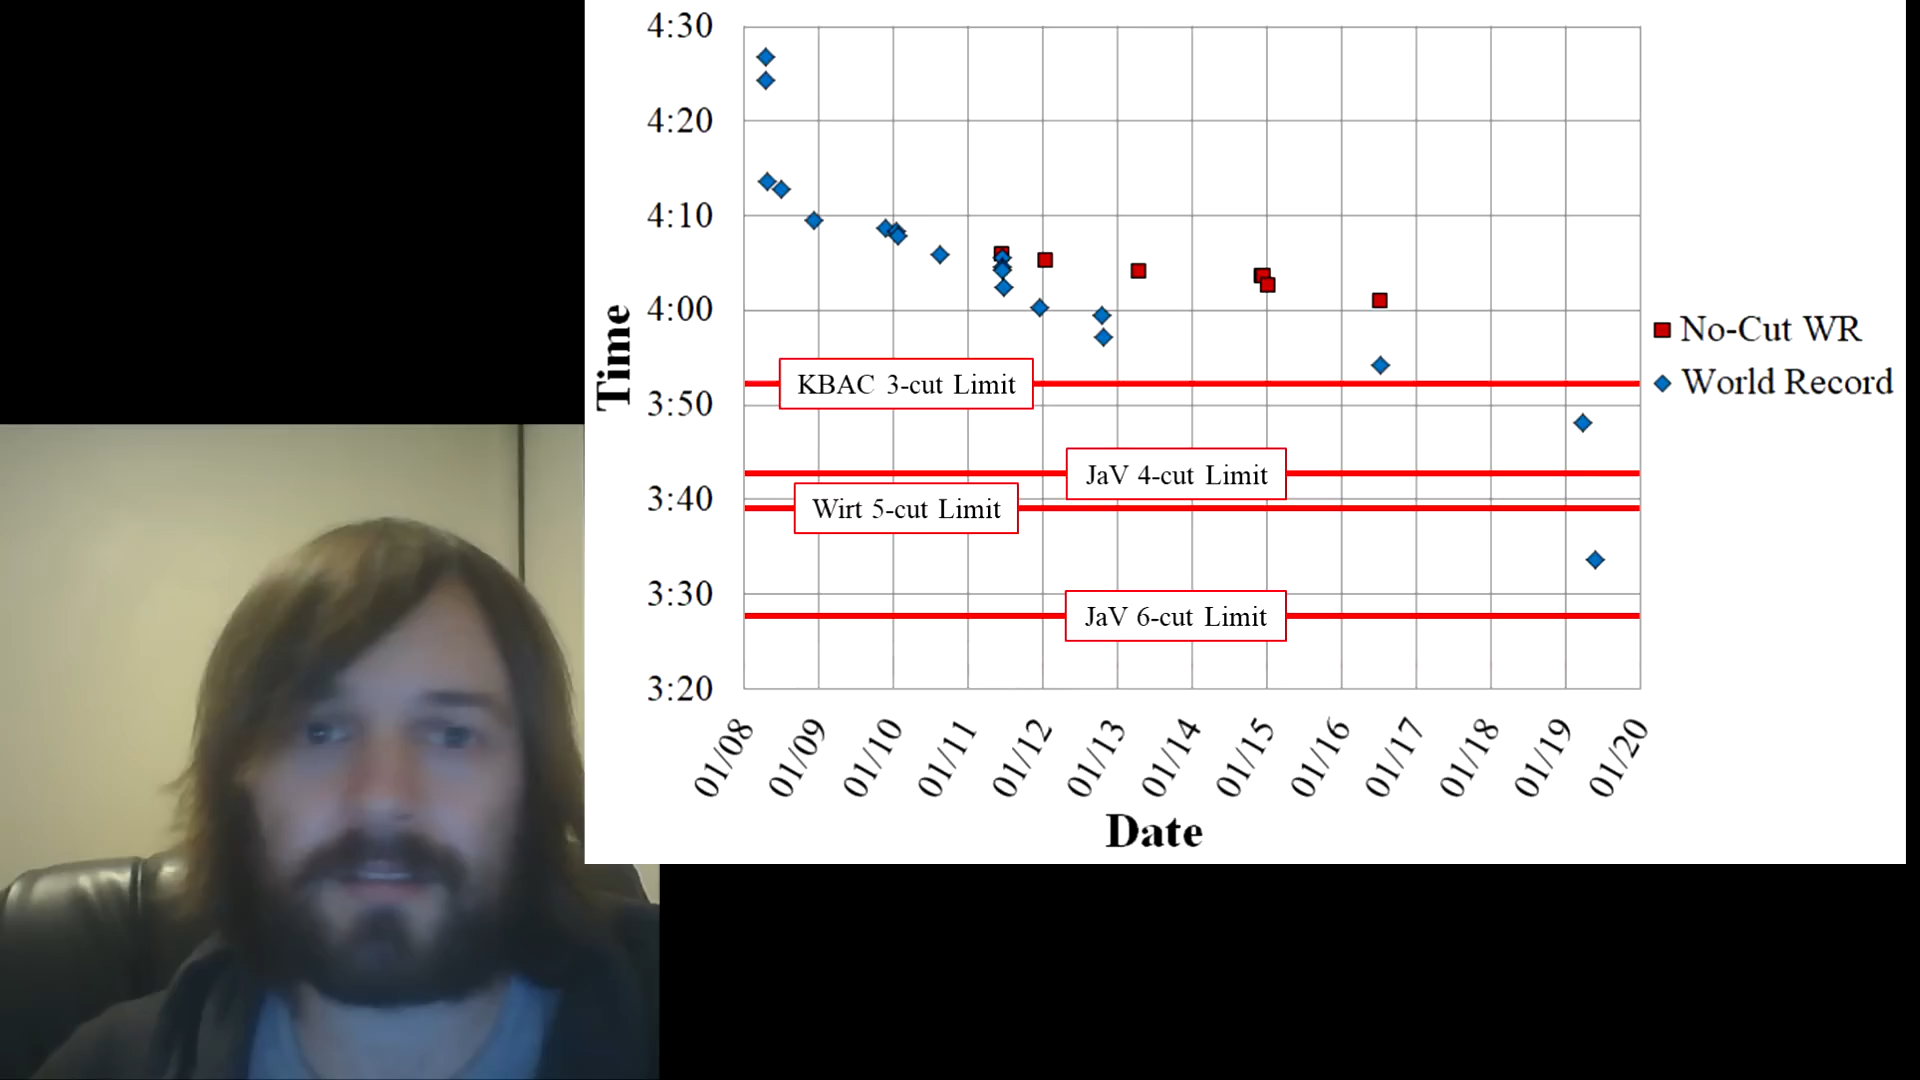 4:30
4:20
4:10
4:00
3:50
3:40
3:30
3:20
Time
KBAC 3-cut Limit
JaV 4-cut Limit
Wirt 5-cut Limit
JaV 6-cut Limit
No-Cut WR
World Record
01/08
01/09
01/10
01/11
01/12
01/13
01/14
01/15
01/16
01/17
01/18
01/19
01/20
Date